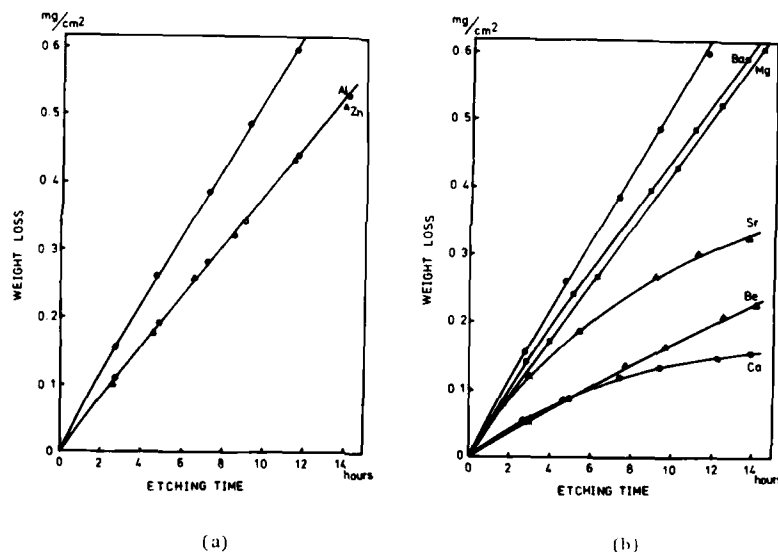 mg/cm2
0 6
0 5
0 4
0 3
0 2
0 1
0
WEIGHT LOSS
Al
Zn
0 2 4 6 8 10 12 14
hours
ETCHING TIME
(a)
mg/cm2
0.6
0.5
0.4
0.3
0.2
0.1
0
WEIGHT LOSS
Ba
Mg
Sr
Be
Ca
0 2 4 6 8 10 12 14
hours
ETCHING TIME
(b)